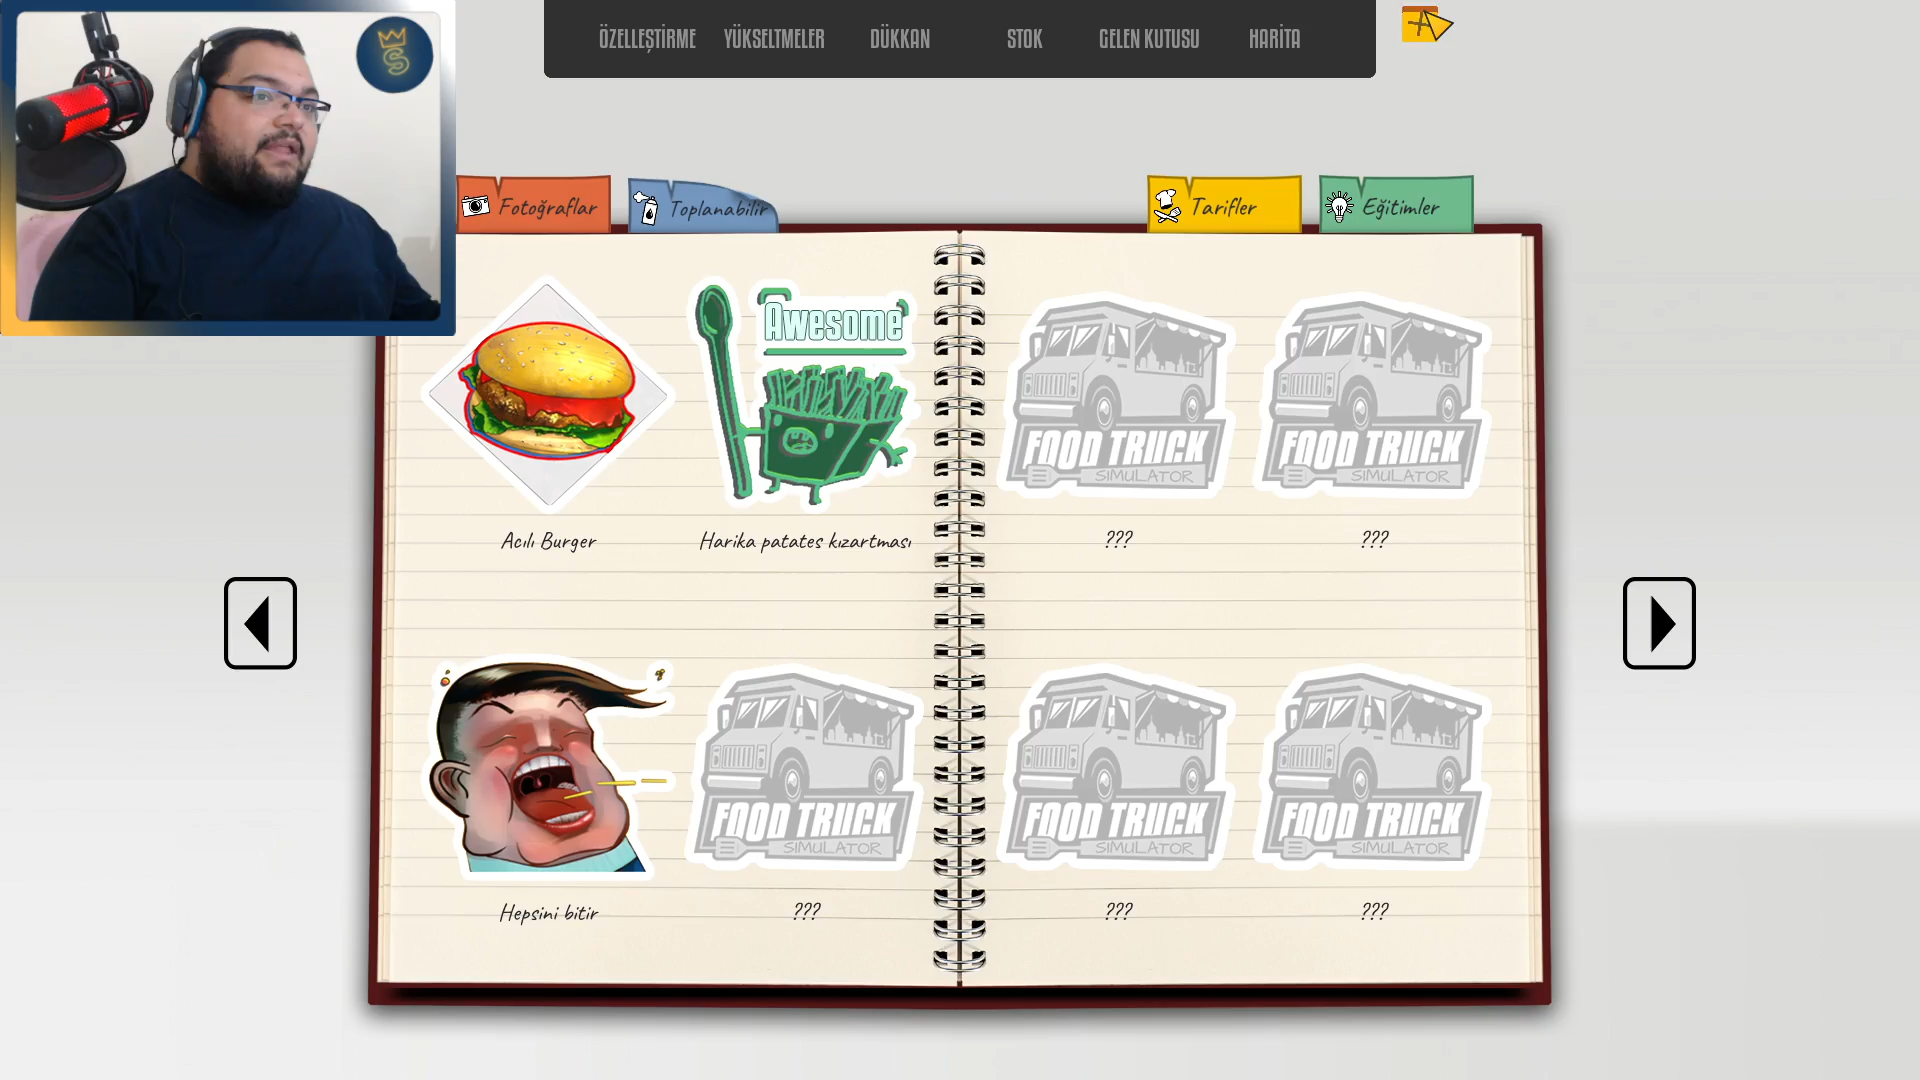 ÖZELLEŞTİRME YÜKSELTMELER DÜKKAN STOK GELEN KUTUSU HARİTA
S
Fotoğraflar Toplanabilir Tarifler Eğitimler
Awesome
FOOD TRUCK FOOD TRUCK
SIMULATOR SIMULATOR
Acılı Burger Harika patates kızartması ??? ???
FOOD TRUCK FOOD TRUCK FOOD TRUCK
SIMULATOR SIMULATOR SIMULATOR
Hepsini bitir ??? ??? ???